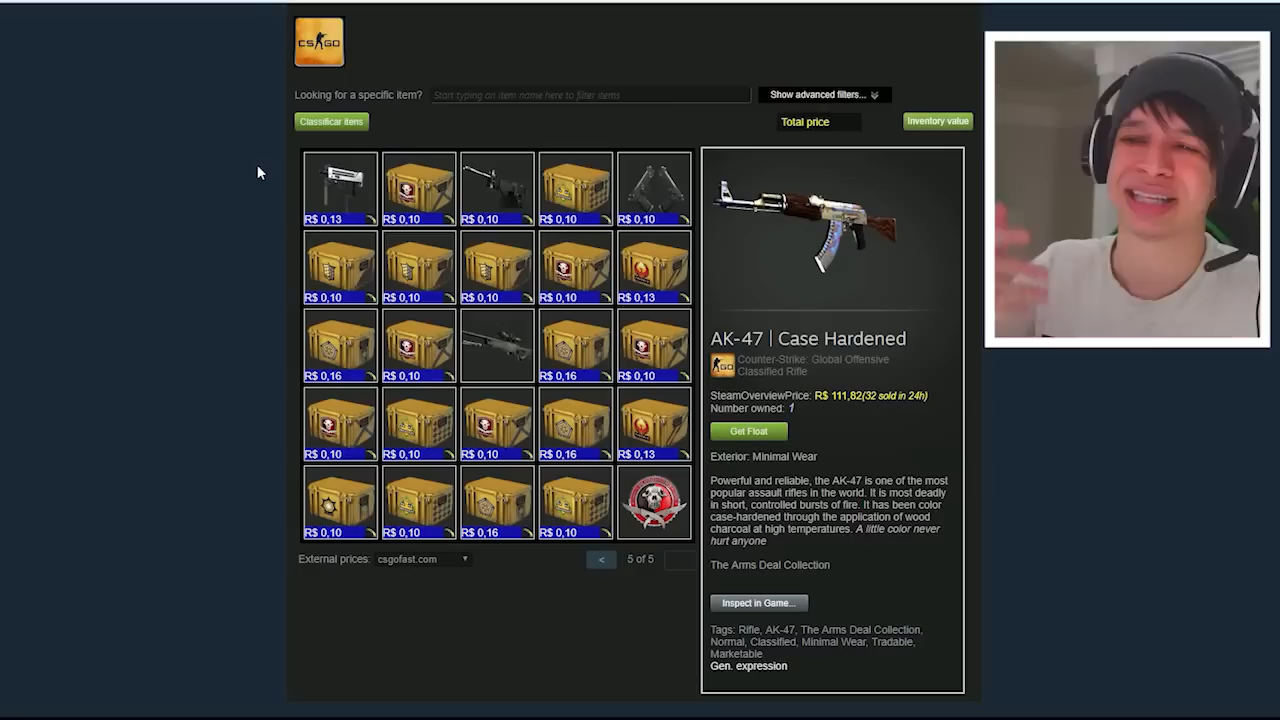 CS GO
Looking for a specific item? Start typing an item name here to filter items Show advanced filters...
Classificar itens Total price Inventory value
R$ 0,13 R$ 0,10 R$ 0,10 R$ 0,10 R$ 0,10
R$ 0,10 R$ 0,10 R$ 0,10 R$ 0,10 R$ 0,13
R$ 0,16 R$ 0,10 R$ 0,16 R$ 0,10
R$ 0,10 R$ 0,10 R$ 0,10 R$ 0,16 R$ 0,13
R$ 0,10 R$ 0,10 R$ 0,16 R$ 0,10
External prices: csgofast.com < 5 of 5
AK-47 | Case Hardened
GO Counter-Strike: Global Offensive
Classified Rifle
SteamOverviewPrice: R$ 111,82(32 sold in 24h)
Number owned: 1
Get Float
Exterior: Minimal Wear
Powerful and reliable, the AK-47 is one of the most
popular assault rifles in the world. It is most deadly
in short, controlled bursts of fire. It has been color
case-hardened through the application of wood
charcoal at high temperatures. A little color never
hurt anyone
The Arms Deal Collection
Inspect in Game...
Tags: Rifle, AK-47, The Arms Deal Collection,
Normal, Classified, Minimal Wear, Tradable,
Marketable
Gen. expression